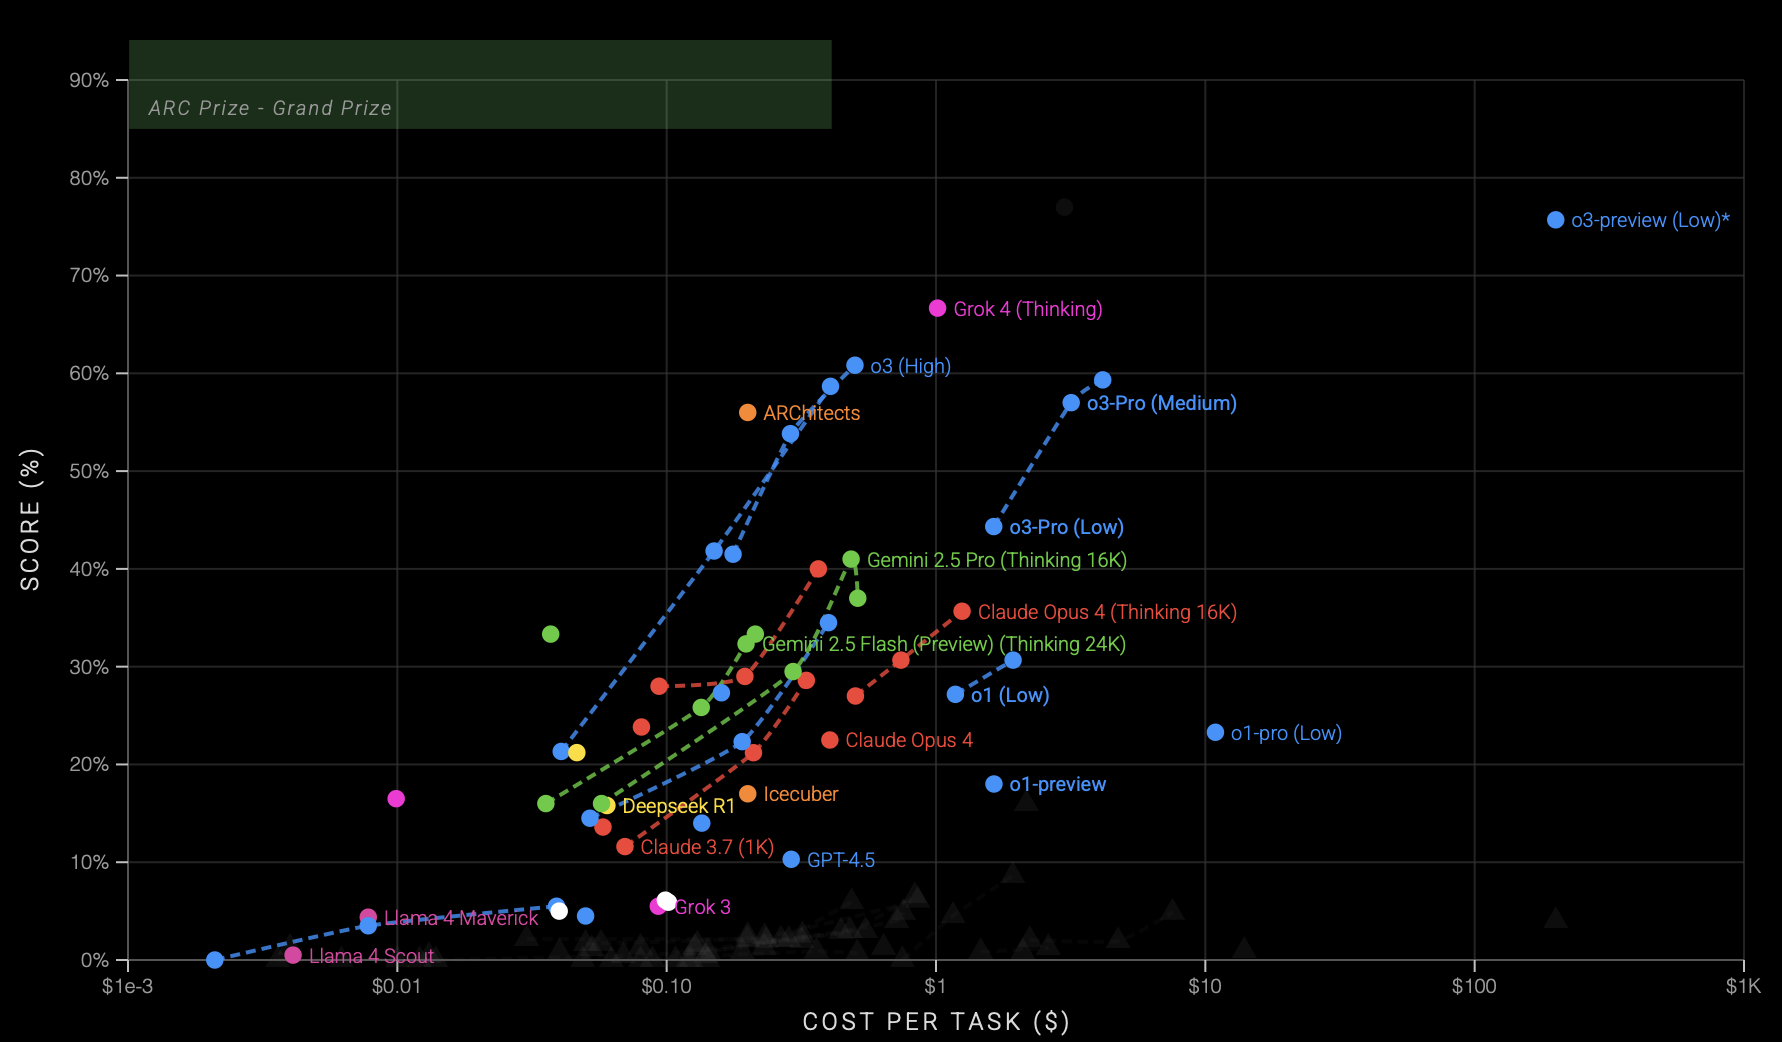 90%
ARC Prize - Grand Prize
80%
o3-preview (Low)*
70%
Grok 4 (Thinking)
60%
o3 (High)
o3-Pro (Medium)
ARChitects
50%
SCORE (%)
o3-Pro (Low)
40%
Gemini 2.5 Pro (Thinking 16K)
Claude Opus 4 (Thinking 16K)
Gemini 2.5 Flash (Preview) (Thinking 24K)
30%
o1 (Low)
o1-pro (Low)
Claude Opus 4
20%
o1-preview
Icecuber
Deepseek R1
Claude 3.7 (1K)
10%
GPT-4.5
Grok 3
Llama 4 Maverick
Llama 4 Scout
0%
$1e-3
$0.01
$0.10
$1
$10
$100
$1K
COST PER TASK ($)